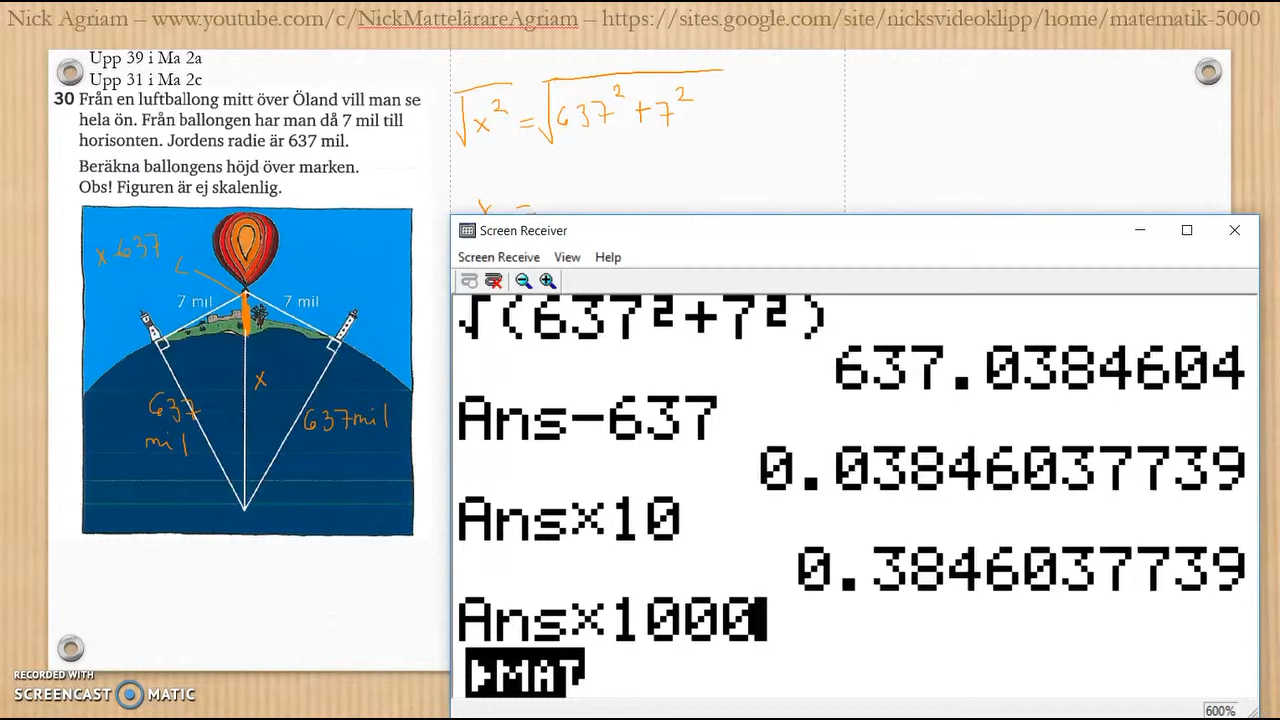 Nick Agriam – www.youtube.com/c/NickMattelärareAgriam – https://sites.google.com/site/nicksvideoklipp/home/matematik-5000
Upp 39 i Ma 2a
Upp 31 i Ma 2c
30 Från en luftballong mitt över Öland vill man se
hela ön. Från ballongen har man då 7 mil till
horisonten. Jordens radie är 637 mil.
Beräkna ballongens höjd över marken.
Obs! Figuren är ej skalenlig.
x-637
7 mil
7 mil
x
637
mil
637 mil
√x² = √637² + 7²
x =
Screen Receiver
Screen Receive View Help
√(637²+7²)
637.0384604
Ans-637
0.03846037739
Ans×10
0.3846037739
Ans×1000
▶MAT
600%
RECORDED WITH
SCREENCAST MATIC